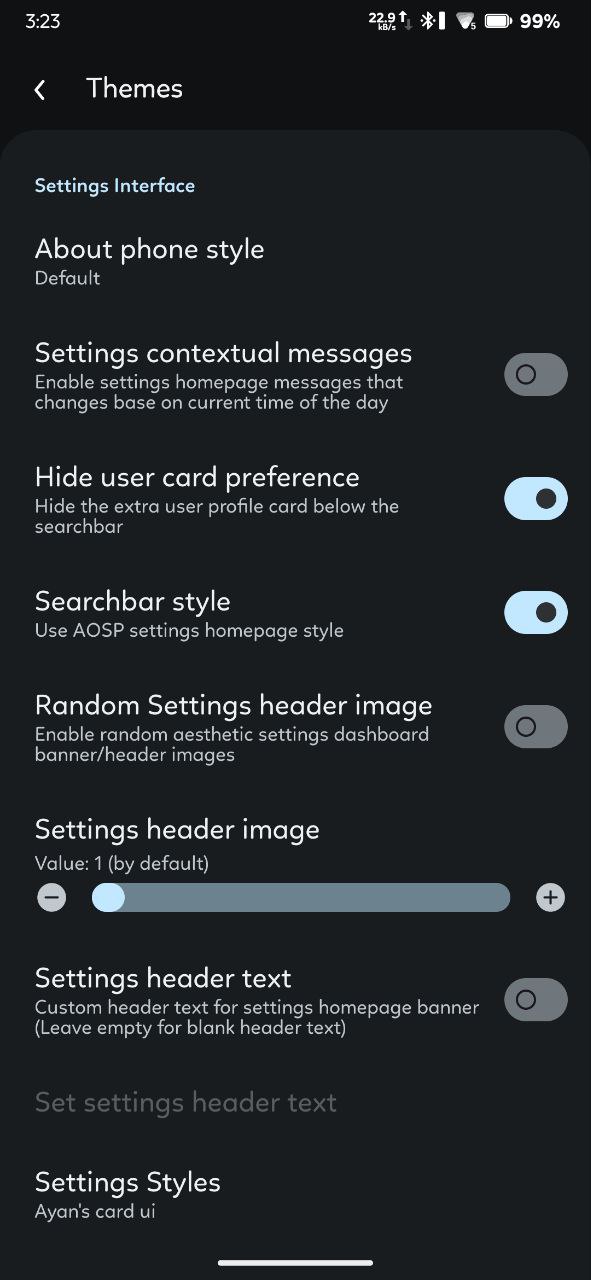 3:23
22.9
kB/s
5
99%
Themes
Settings Interface
About phone style
Default
Settings contextual messages
Enable settings homepage messages that
changes base on current time of the day
Hide user card preference
Hide the extra user profile card below the
searchbar
Searchbar style
Use AOSP settings homepage style
Random Settings header image
Enable random aesthetic settings dashboard
banner/header images
Settings header image
Value: 1 (by default)
Settings header text
Custom header text for settings homepage banner
(Leave empty for blank header text)
Set settings header text
Settings Styles
Ayan's card ui